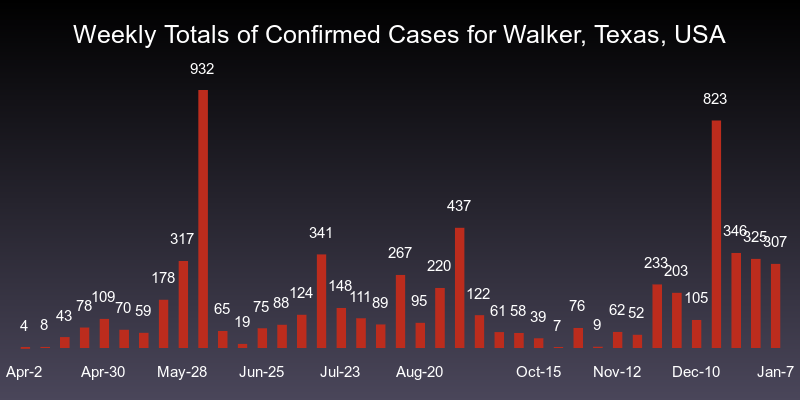 Weekly Totals of Confirmed Cases for Walker, Texas, USA
4 8 43 78 109 70 59 178 317 932 65 19 75 88 124 341 148 111 89 267 95 220 437 122 61 58 39 7 76 9 62 52 233 203 105 823 346 325 307
Apr-2 Apr-30 May-28 Jun-25 Jul-23 Aug-20 Oct-15 Nov-12 Dec-10 Jan-7